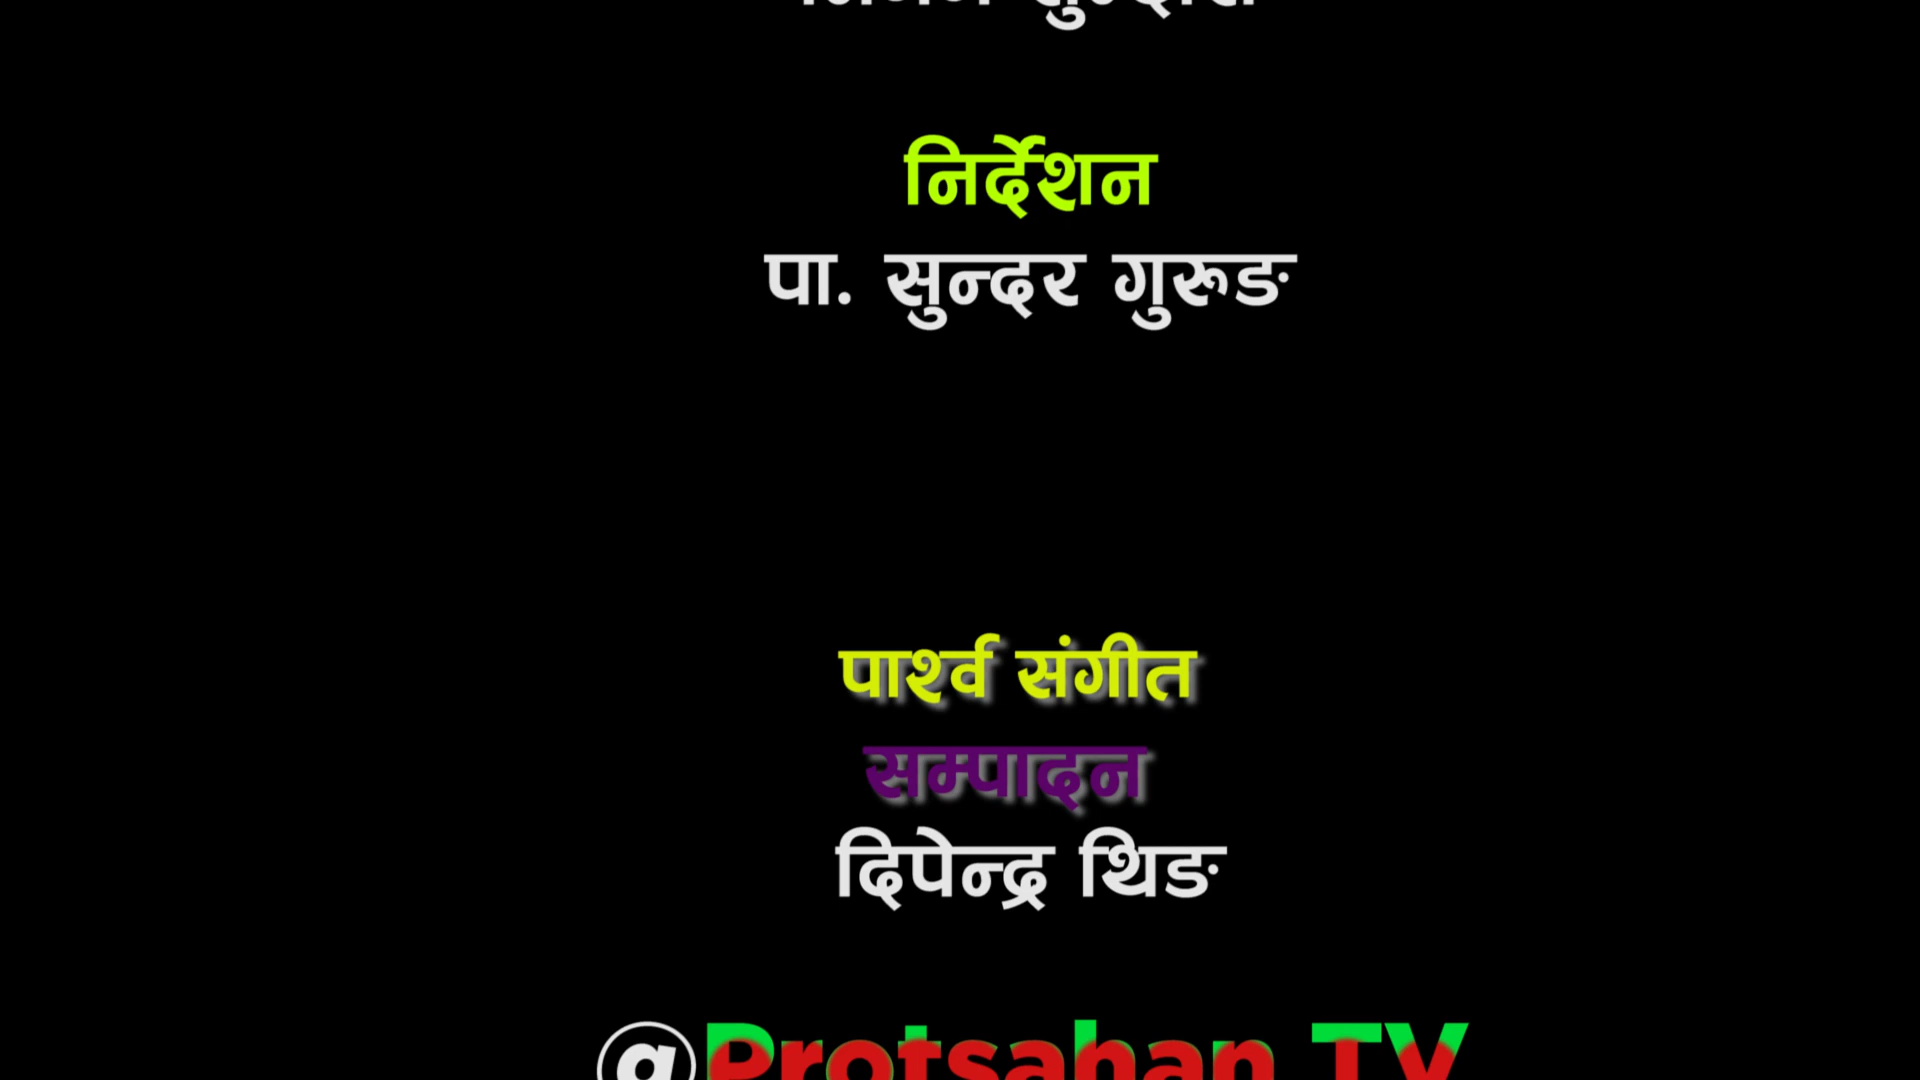 निर्देशन
पा. सुन्दर गुरूङ
पार्श्व संगीत
सम्पादन
दिपेन्द्र थिङ
@Protsahan TV